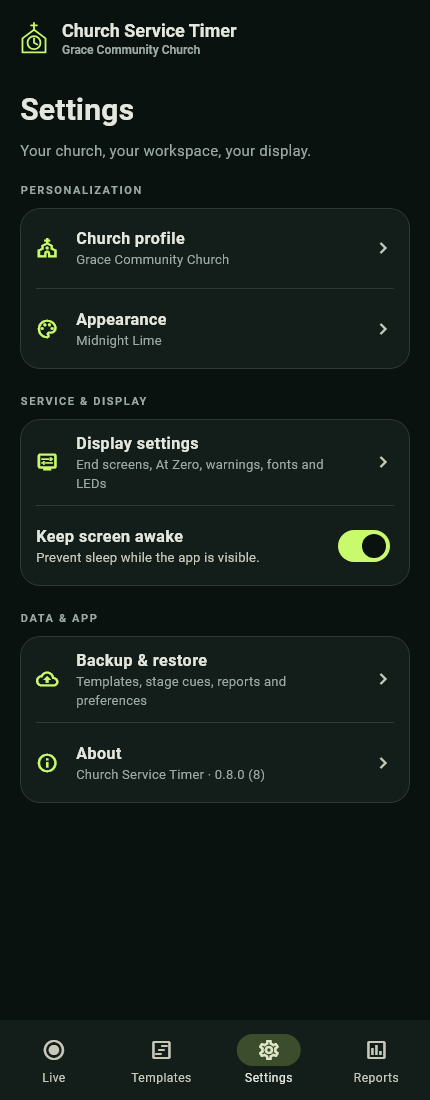 Church Service Timer
Grace Community Church
Settings
Your church, your workspace, your display.
PERSONALIZATION
Church profile
Grace Community Church
Appearance
Midnight Lime
SERVICE & DISPLAY
Display settings
End screens, At Zero, warnings, fonts and
LEDs
Keep screen awake
Prevent sleep while the app is visible.
DATA & APP
Backup & restore
Templates, stage cues, reports and
preferences
About
Church Service Timer · 0.8.0 (8)
Live
Templates
Settings
Reports